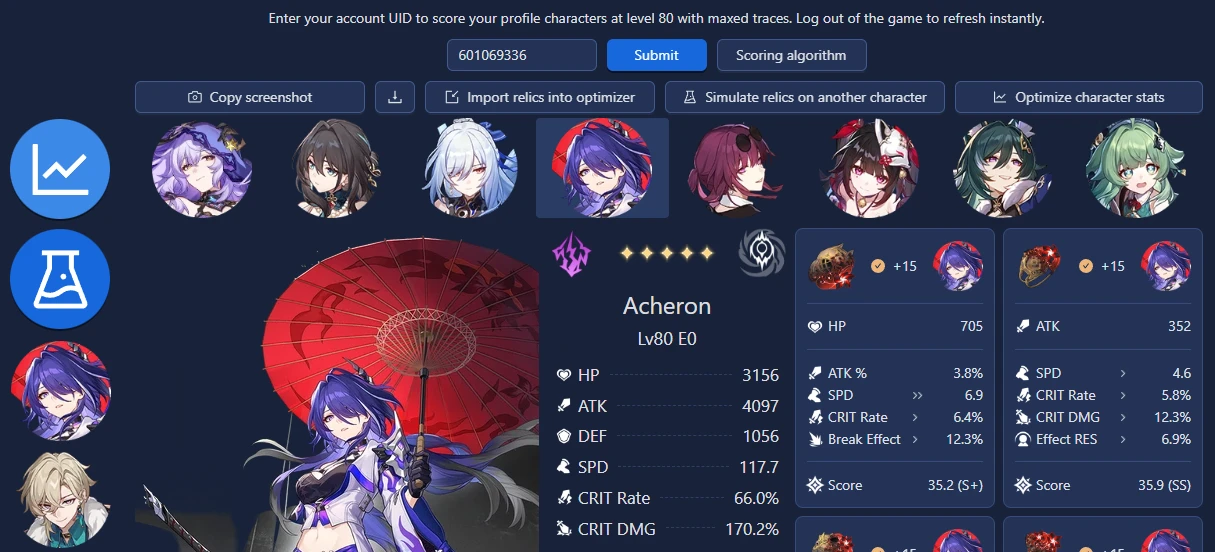 Enter your account UID to score your profile characters at level 80 with maxed traces. Log out of the game to refresh instantly.
601069336 Submit Scoring algorithm
Copy screenshot Import relics into optimizer Simulate relics on another character Optimize character stats
Acheron
Lv80 E0
HP 3156
ATK 4097
DEF 1056
SPD 117.7
CRIT Rate 66.0%
CRIT DMG 170.2%
+15
HP 705
ATK % 3.8%
SPD >> 6.9
CRIT Rate > 6.4%
Break Effect > 12.3%
Score 35.2 (S+)
+15
ATK 352
SPD > 4.6
CRIT Rate > 5.8%
CRIT DMG > 12.3%
Effect RES > 6.9%
Score 35.9 (SS)
+15
+15